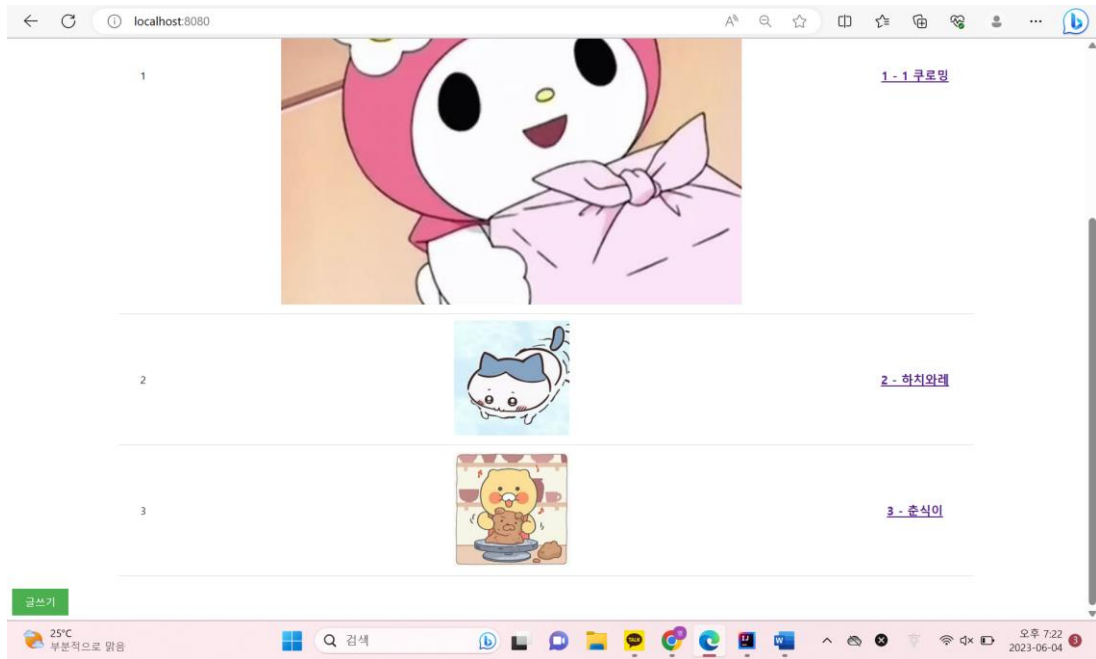 localhost:8080
1
1 - 1 쿠로밍
2
2 - 하치와레
3
3 - 춘식이
글쓰기
25°C
부분적으로 맑음
검색
TALK
오후 7:22
2023-06-04
3